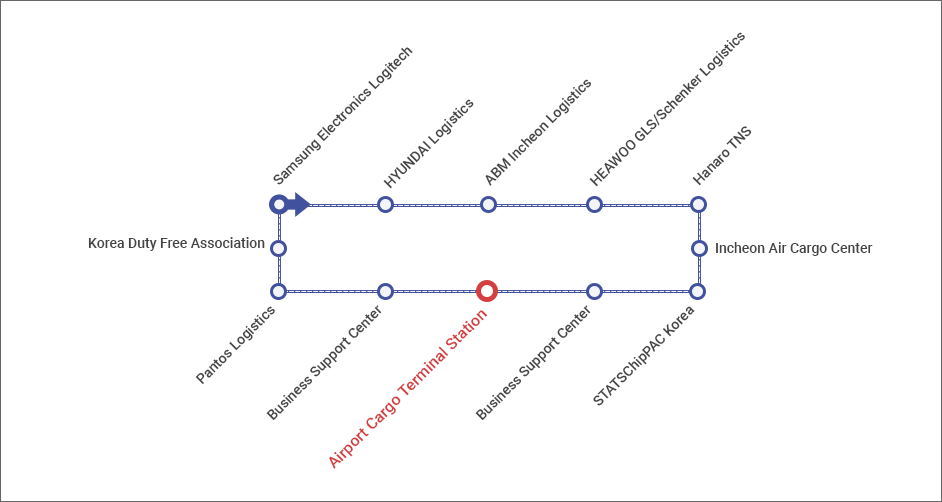 Samsung Electronics Logitech
HYUNDAI Logistics
ABM Incheon Logistics
HEAWOO GLS/Schenker Logistics
Hanaro TNS
Korea Duty Free Association
Incheon Air Cargo Center
Pantos Logistics
Business Support Center
Airport Cargo Terminal Station
Business Support Center
STATSChipPAC Korea